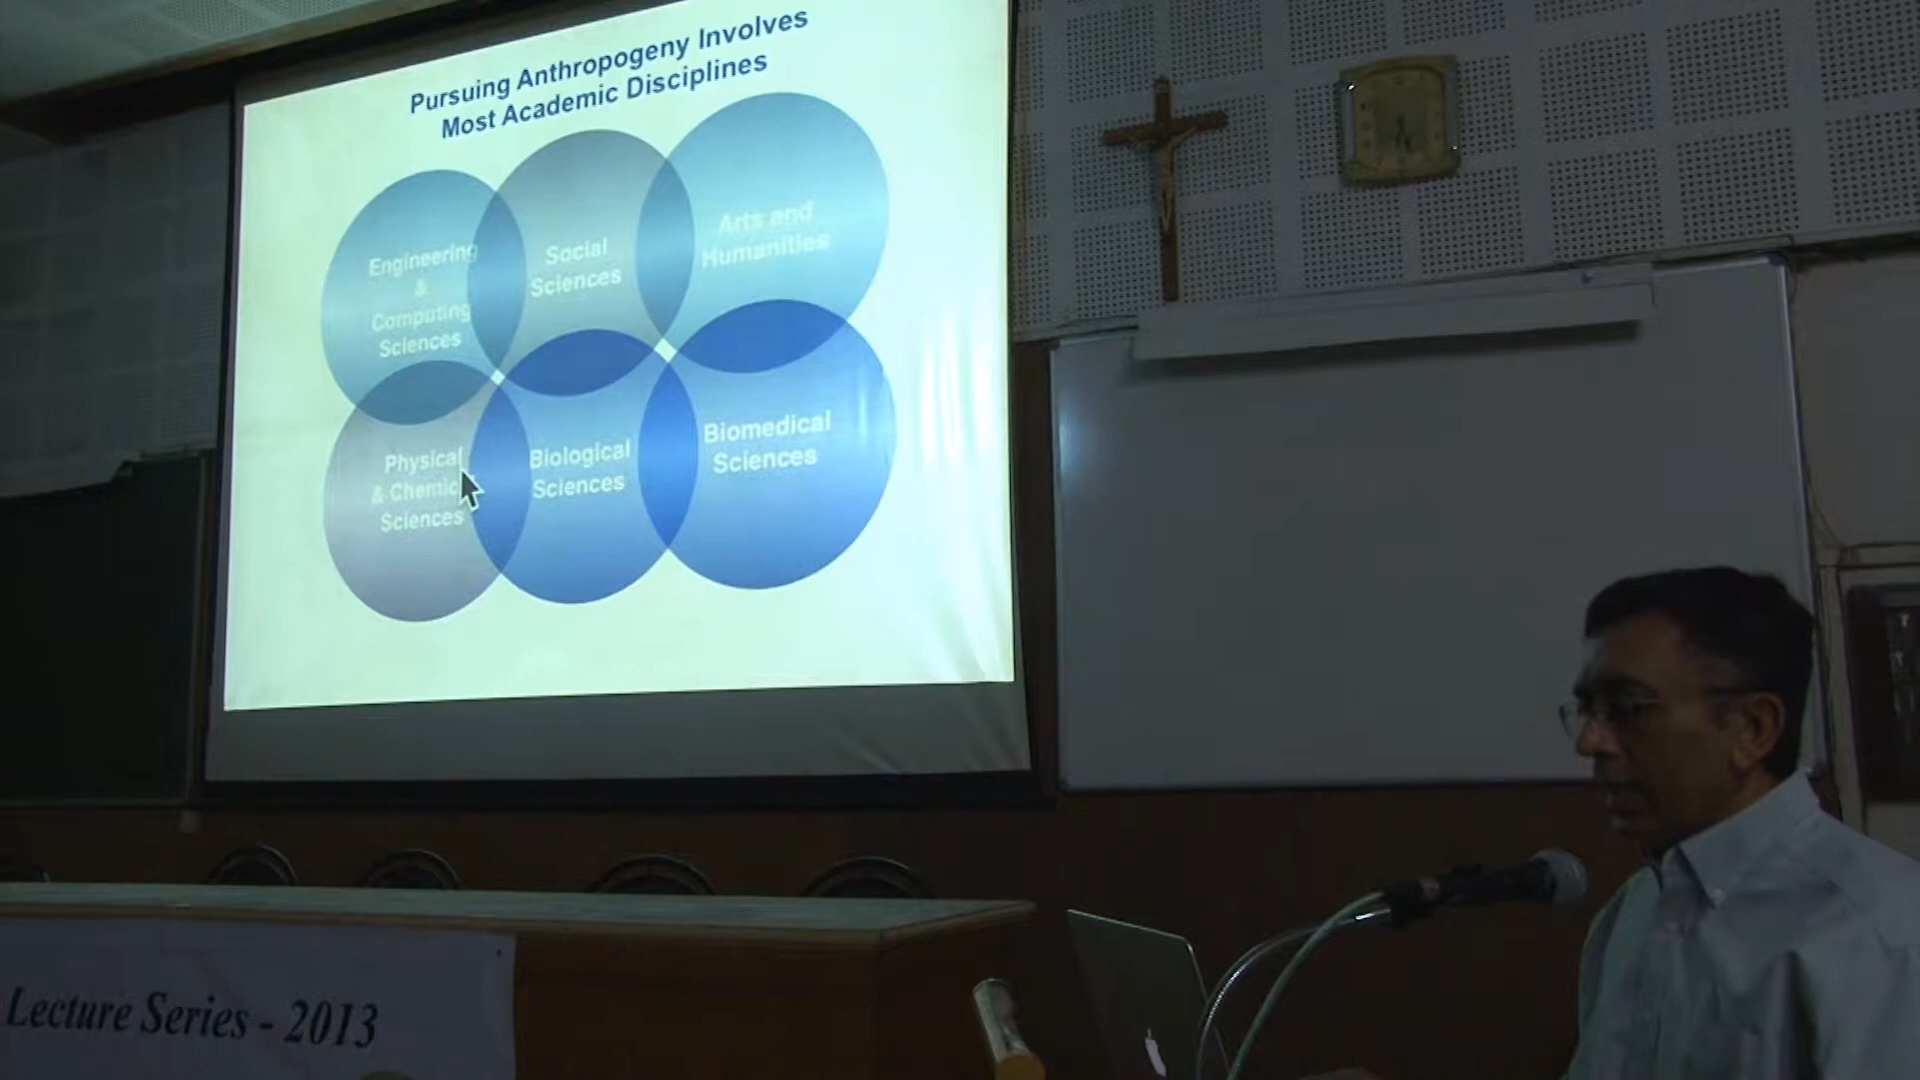 Pursuing Anthropogeny Involves
Most Academic Disciplines
Engineering
&
Computing
Sciences
Social
Sciences
Arts and
Humanities
Physical
& Chemic
Sciences
Biological
Sciences
Biomedical
Sciences
Lecture Series - 2013